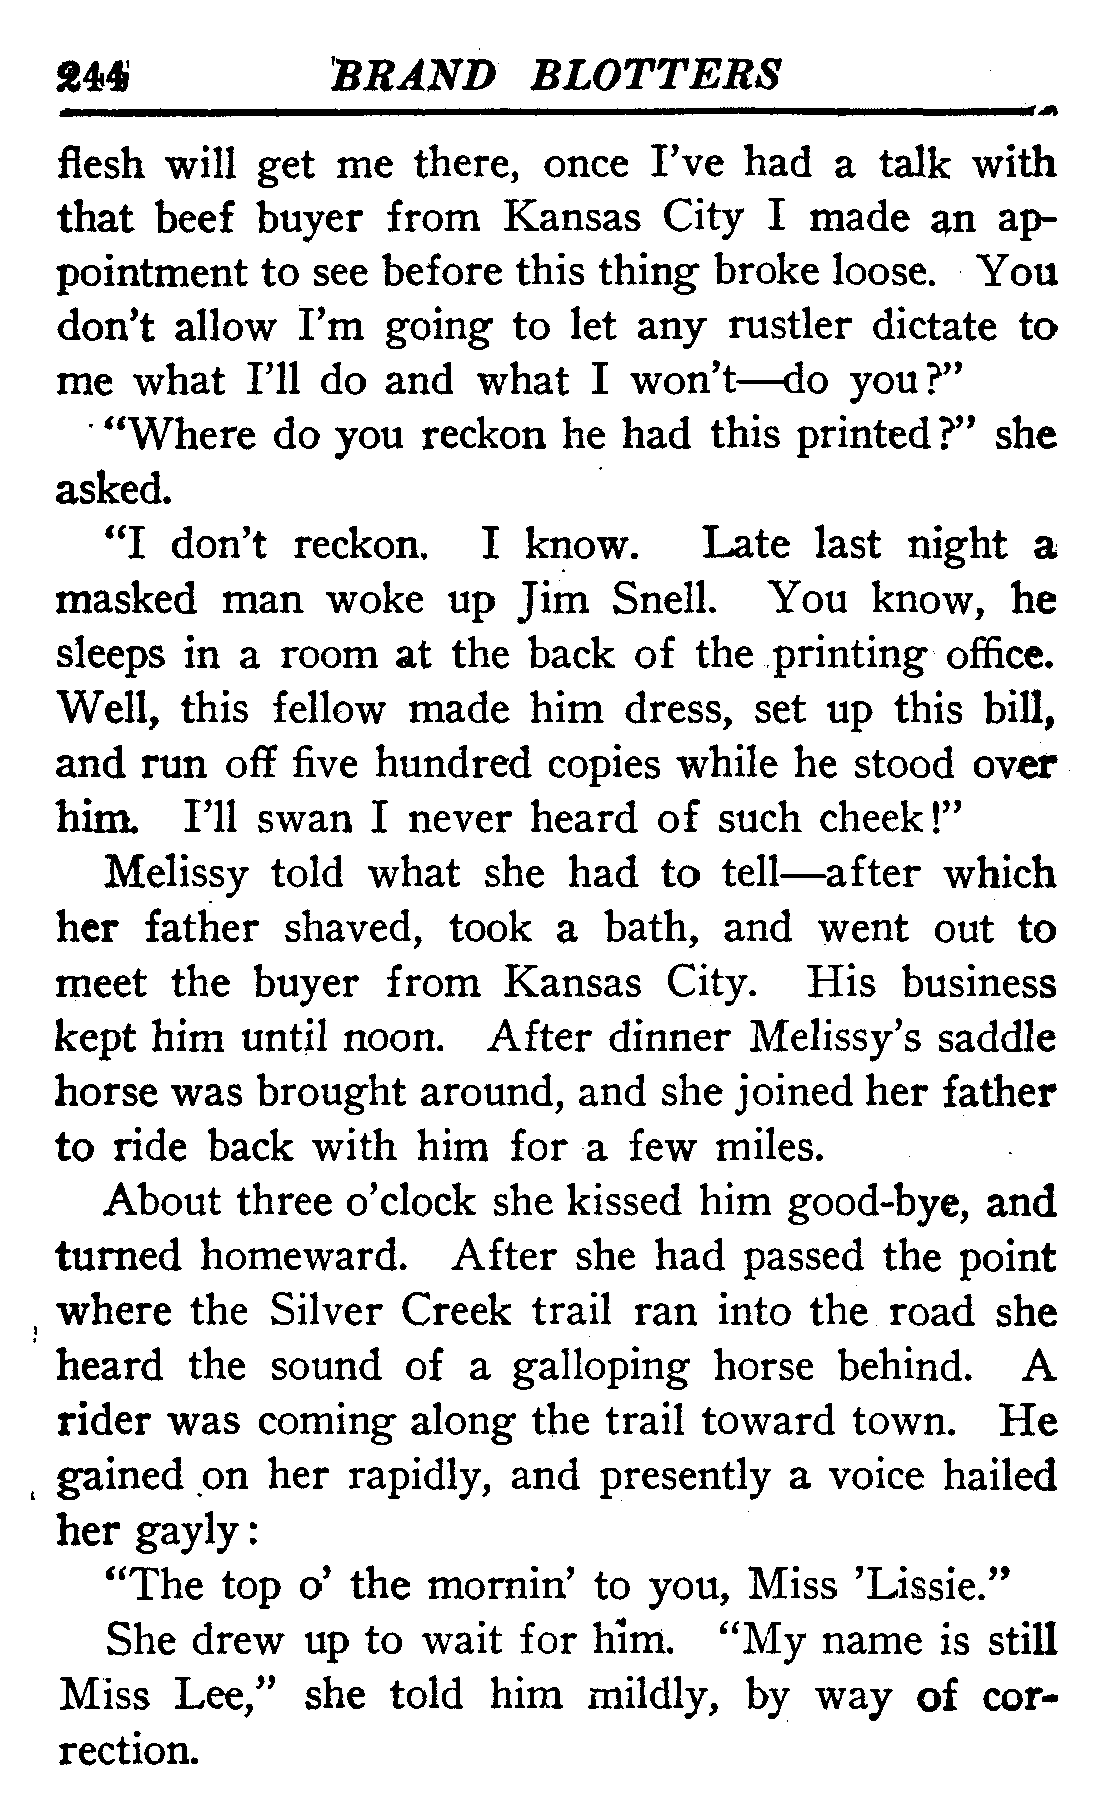 244 BRAND BLOTTERS
flesh will get me there, once I've had a talk with
that beef buyer from Kansas City I made an ap-
pointment to see before this thing broke loose. You
don't allow I'm going to let any rustler dictate to
me what I'll do and what I won't—do you?"
"Where do you reckon he had this printed?" she
asked.
"I don't reckon. I know. Late last night a
masked man woke up Jim Snell. You know, he
sleeps in a room at the back of the printing office.
Well, this fellow made him dress, set up this bill,
and run off five hundred copies while he stood over
him. I'll swan I never heard of such cheek!"
Melissy told what she had to tell—after which
her father shaved, took a bath, and went out to
meet the buyer from Kansas City. His business
kept him until noon. After dinner Melissy's saddle
horse was brought around, and she joined her father
to ride back with him for a few miles.
About three o'clock she kissed him good-bye, and
turned homeward. After she had passed the point
where the Silver Creek trail ran into the road she
heard the sound of a galloping horse behind. A
rider was coming along the trail toward town. He
gained on her rapidly, and presently a voice hailed
her gayly:
"The top o' the mornin' to you, Miss 'Lissie."
She drew up to wait for him. "My name is still
Miss Lee," she told him mildly, by way of cor-
rection.